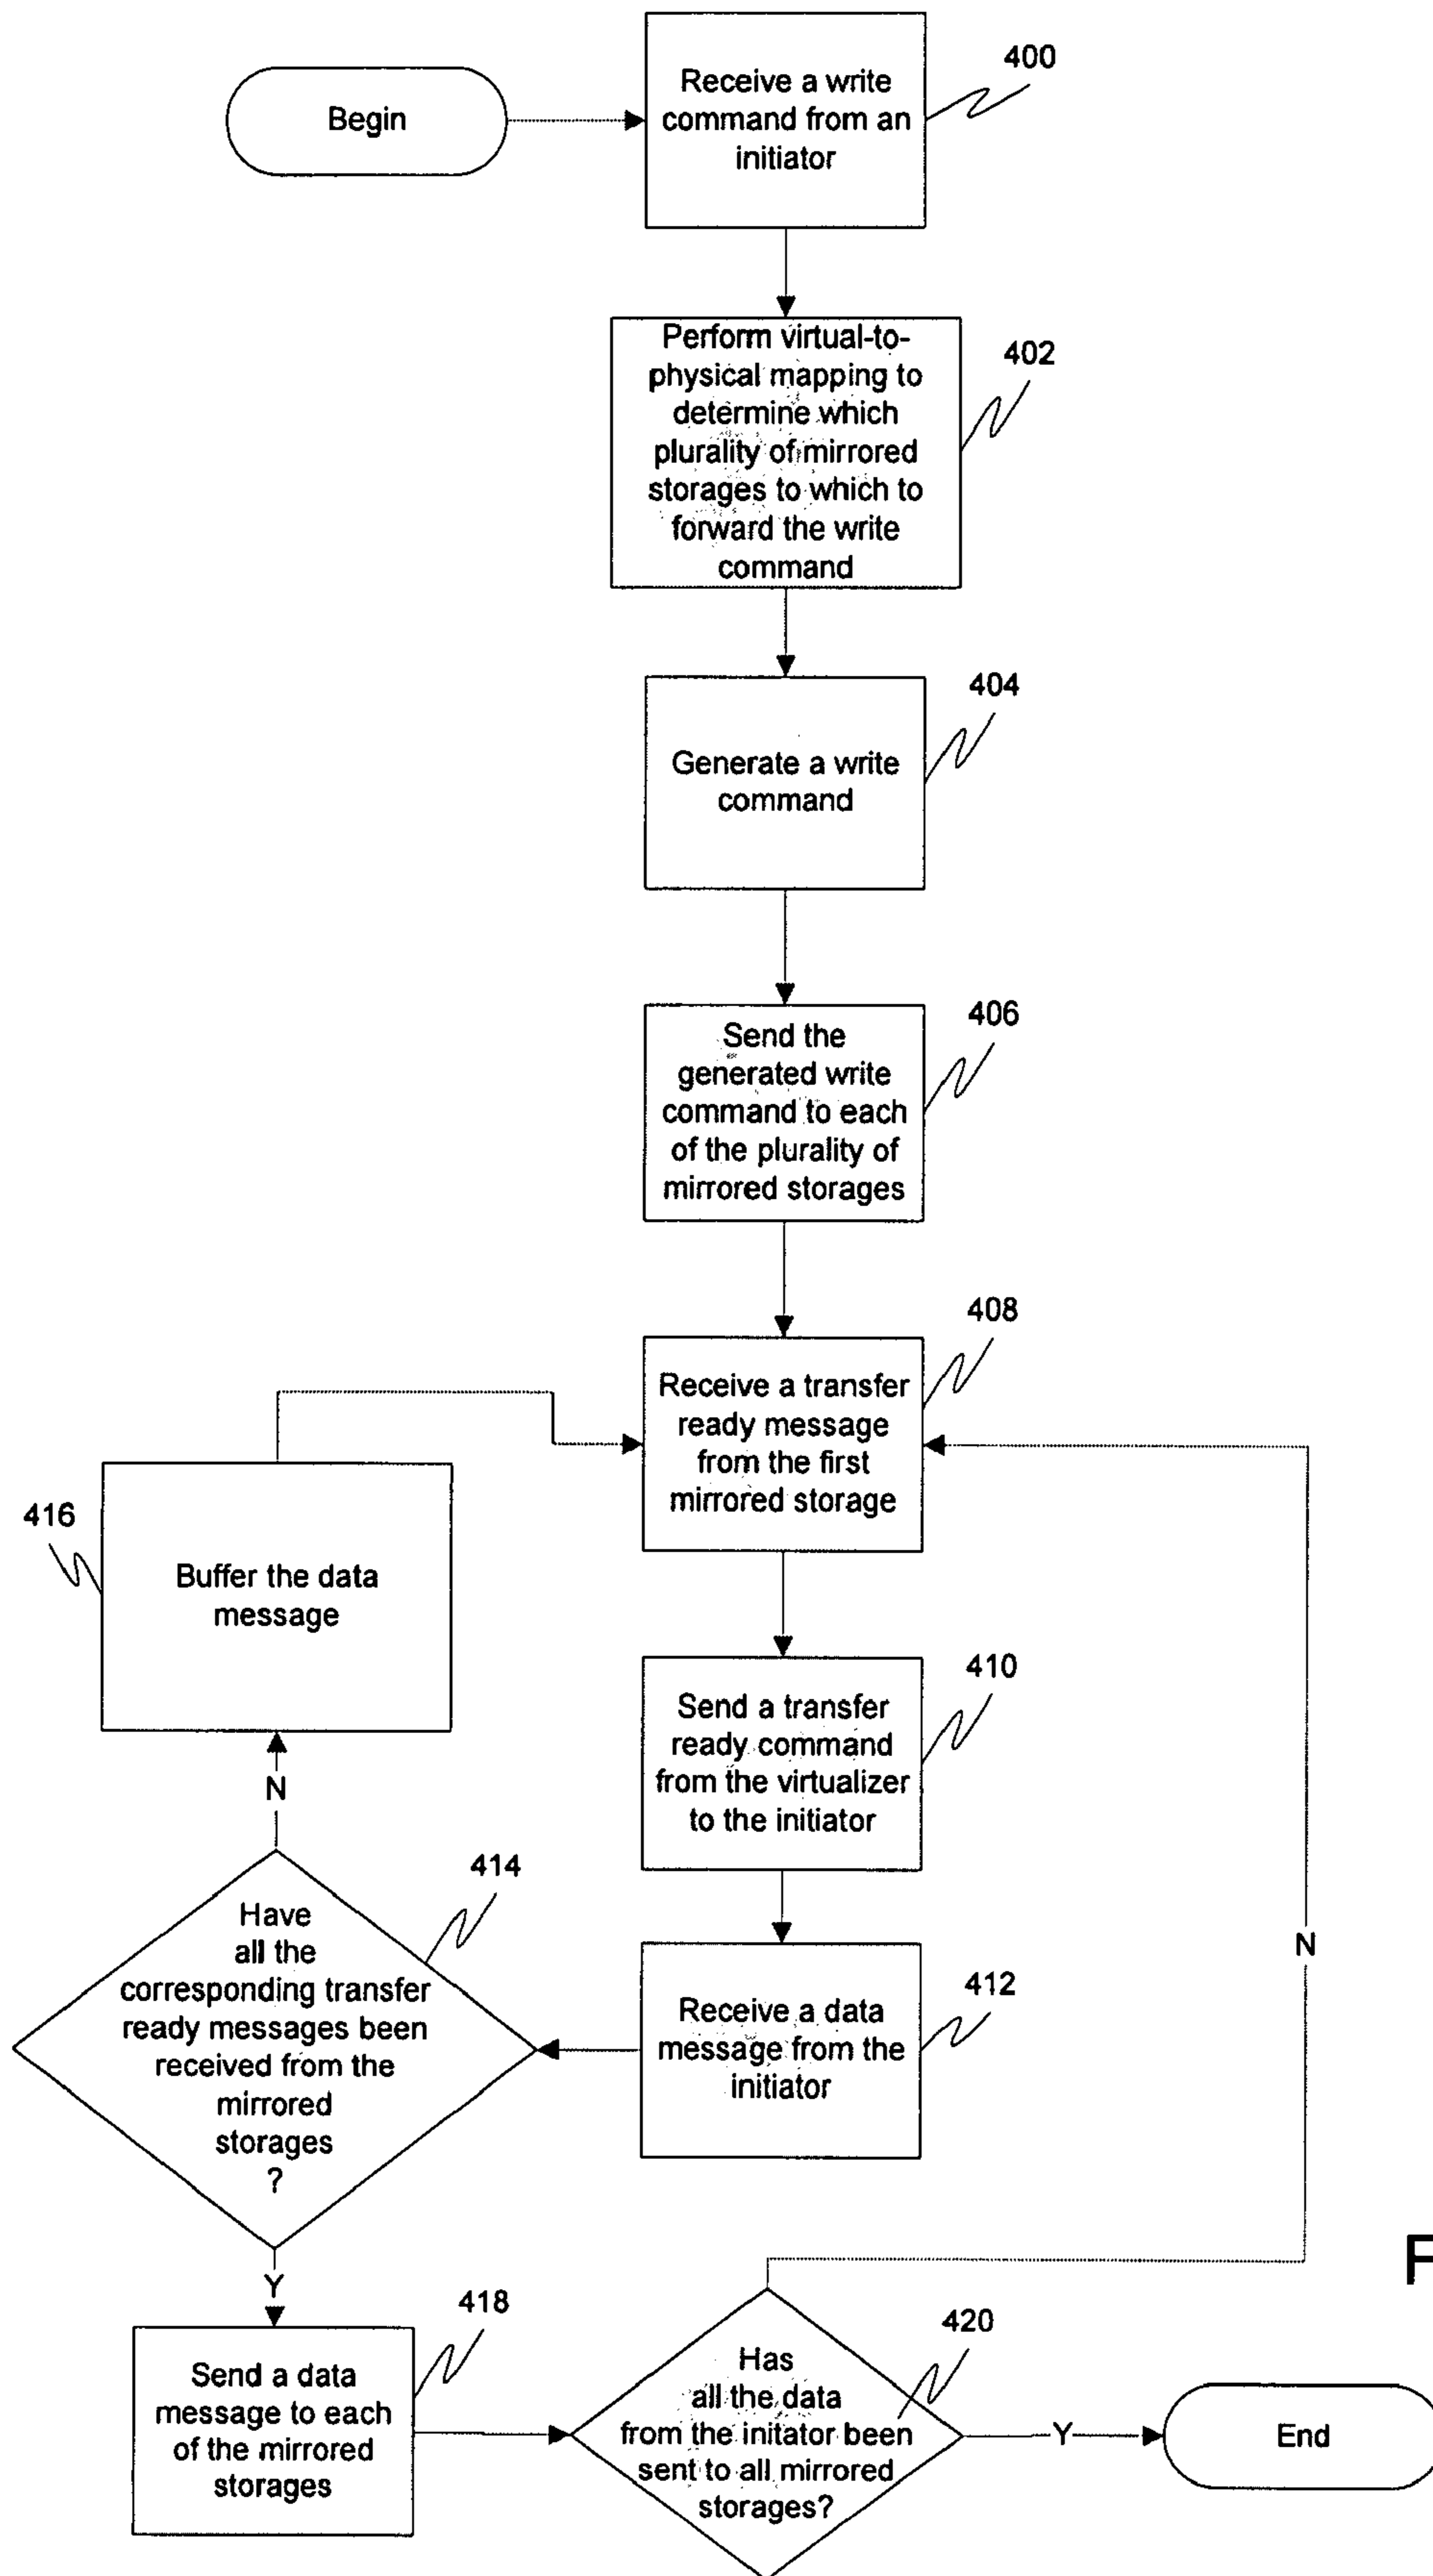 Begin
Receive a write
command from an
initiator
400
Perform virtual-to-
physical mapping to
determine which
plurality of mirrored
storages to which to
forward the write
command
402
Generate a write
command
404
Send the
generated write
command to each
of the plurality of
mirrored storages
406
Receive a transfer
ready message
from the first
mirrored storage
408
Buffer the data
message
416
Send a transfer
ready command
from the virtualizer
to the initiator
410
N
Have
all the
corresponding transfer
ready messages been
received from the
mirrored
storages
?
414
Receive a data
message from the
initiator
412
N
Y
Send a data
message to each
of the mirrored
storages
418
Has
all the data
from the initator been
sent to all mirrored
storages?
420
Y
End
F